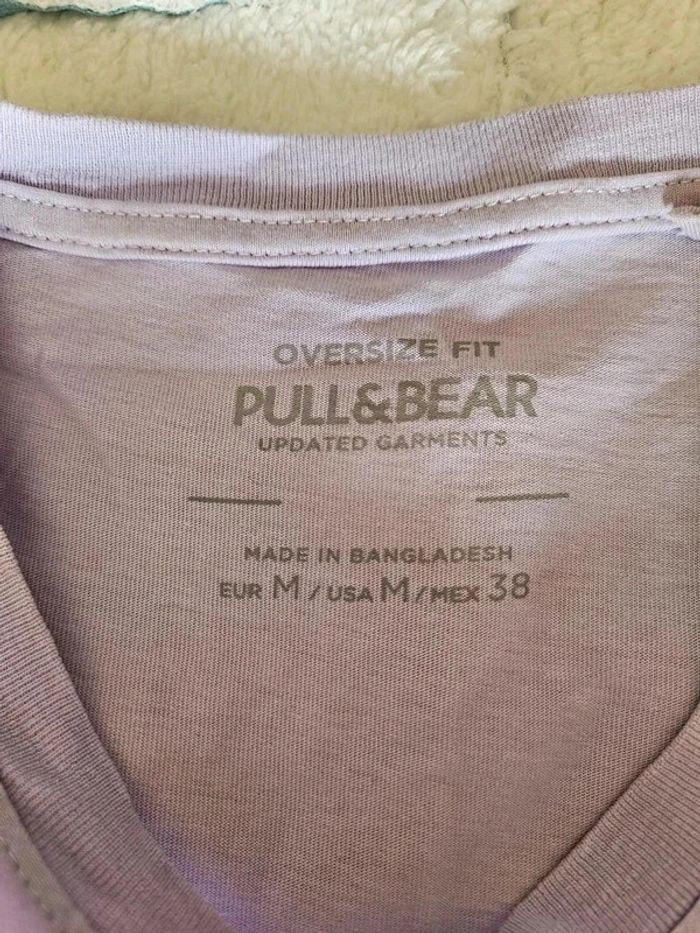 OVERSIZE FIT
PULL&BEAR
UPDATED GARMENTS
MADE IN BANGLADESH
EUR M / USA M / MEX 38